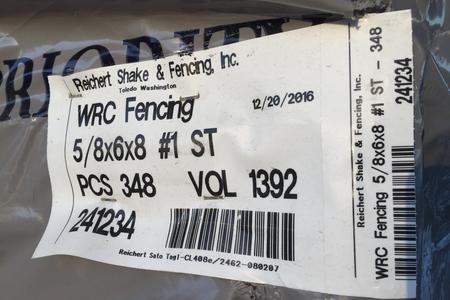 PRIORITY
Reichert Shake & Fencing, Inc.
Toledo Washington
WRC Fencing
12/20/2016
5/8x6x8 #1 ST
PCS 348 VOL 1392
241234
Reichert Sato Tag1-CL408e/2462-080207
Reichert Shake & Fencing, Inc.
WRC Fencing 5/8x6x8 #1 ST - 348
241234